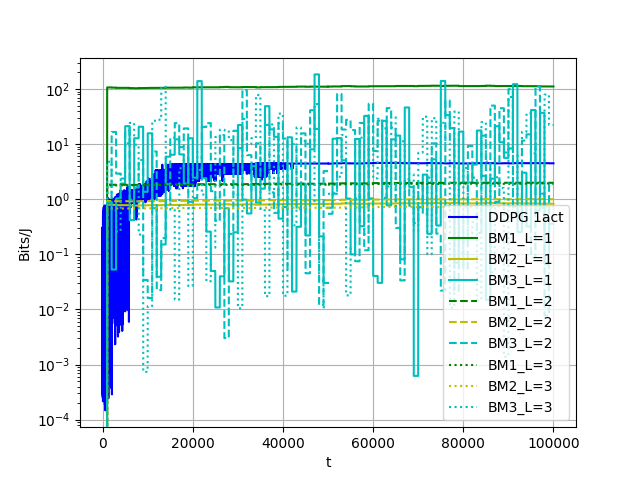 10²
10¹
10⁰
10⁻¹
10⁻²
10⁻³
10⁻⁴
Bits/J
DDPG 1act
BM1_L=1
BM2_L=1
BM3_L=1
BM1_L=2
BM2_L=2
BM3_L=2
BM1_L=3
BM2_L=3
BM3_L=3
0 20000 40000 60000 80000 100000
t